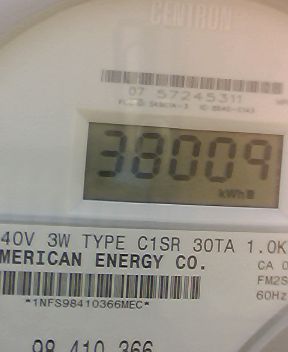 CENTRON
07 57245311
38009
kWh
40V 3W TYPE C1SR 30TA 1.0K
MERICAN ENERGY CO.
CA 0
FM2S
60Hz
*1NFS98410366MEC*
98 410 366